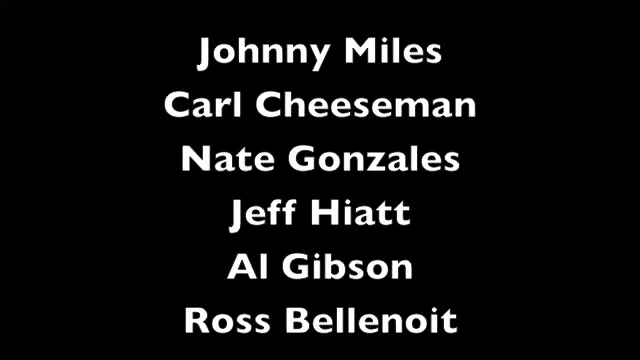 Johnny Miles
Carl Cheeseman
Nate Gonzales
Jeff Hiatt
Al Gibson
Ross Bellenoit